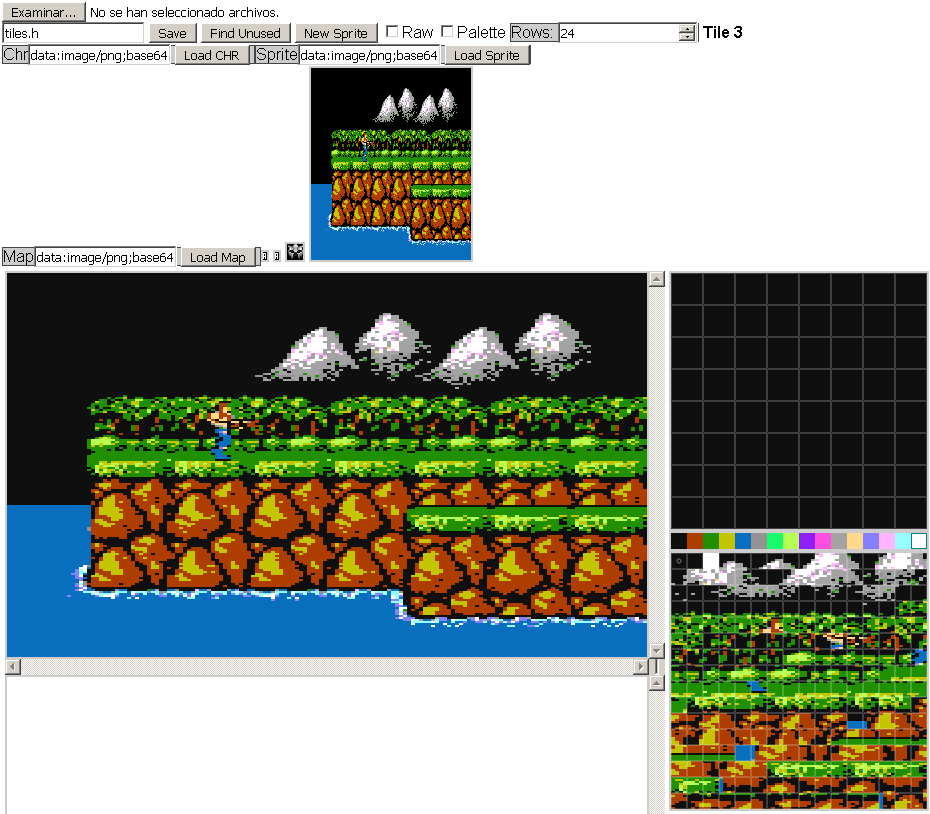 Examinar... No se han seleccionado archivos.
tiles.h Save Find Unused New Sprite Raw Palette Rows: 24 Tile 3
Chr data:image/png;base64 Load CHR Sprite data:image/png;base64 Load Sprite
Map data:image/png;base64 Load Map